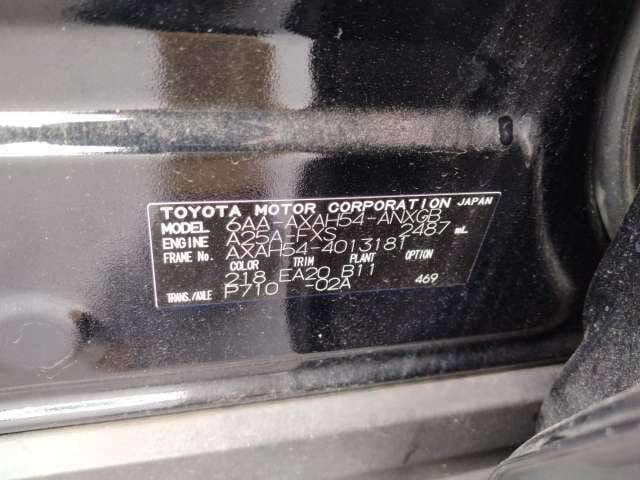 TOYOTA MOTOR CORPORATION JAPAN
MODEL 6AA-AXAH54-ANXGB
ENGINE A25A-FXS 2487 mL
FRAME No. AXAH54-4013181
COLOR TRIM PLANT OPTION
218 EA20 B11
TRANS./AXLE P710 -02A 469